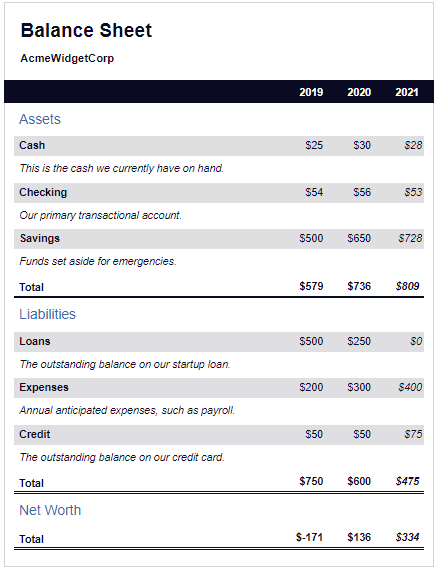 Balance Sheet
AcmeWidgetCorp
2019 2020 2021
Assets
Cash $25 $30 $28
This is the cash we currently have on hand.
Checking $54 $56 $53
Our primary transactional account.
Savings $500 $650 $728
Funds set aside for emergencies.
Total $579 $736 $809
Liabilities
Loans $500 $250 $0
The outstanding balance on our startup loan.
Expenses $200 $300 $400
Annual anticipated expenses, such as payroll.
Credit $50 $50 $75
The outstanding balance on our credit card.
Total $750 $600 $475
Net Worth
Total $-171 $136 $334